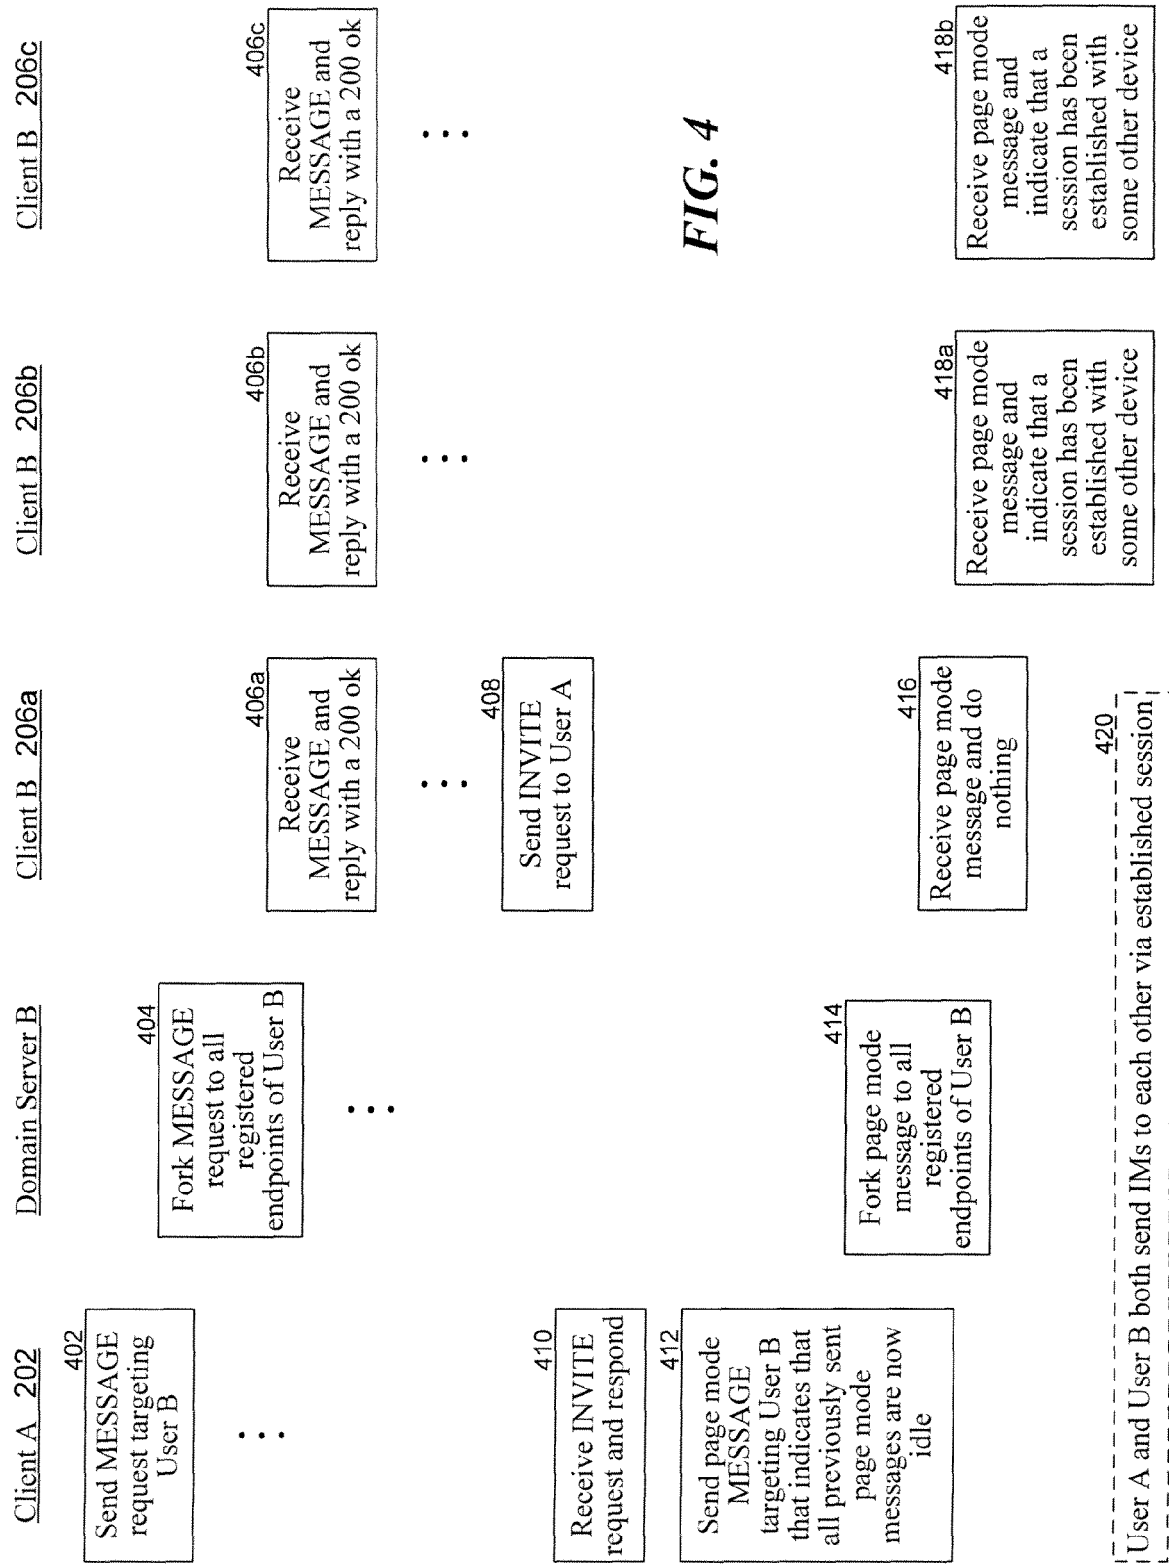 Client A 202
Domain Server B
Client B 206a
Client B 206b
Client B 206c
402
Send MESSAGE
request targeting
User B
404
Fork MESSAGE
request to all
registered
endpoints of User B
406a
Receive
MESSAGE and
reply with a 200 ok
406b
Receive
MESSAGE and
reply with a 200 ok
406c
Receive
MESSAGE and
reply with a 200 ok
408
Send INVITE
request to User A
410
Receive INVITE
request and respond
412
Send page mode
MESSAGE
targeting User B
that indicates that
all previously sent
page mode
messages are now
idle
414
Fork page mode
message to all
registered
endpoints of User B
416
Receive page mode
message and do
nothing
418a
Receive page mode
message and
indicate that a
session has been
established with
some other device
418b
Receive page mode
message and
indicate that a
session has been
established with
some other device
420
User A and User B both send IMs to each other via established session
FIG. 4